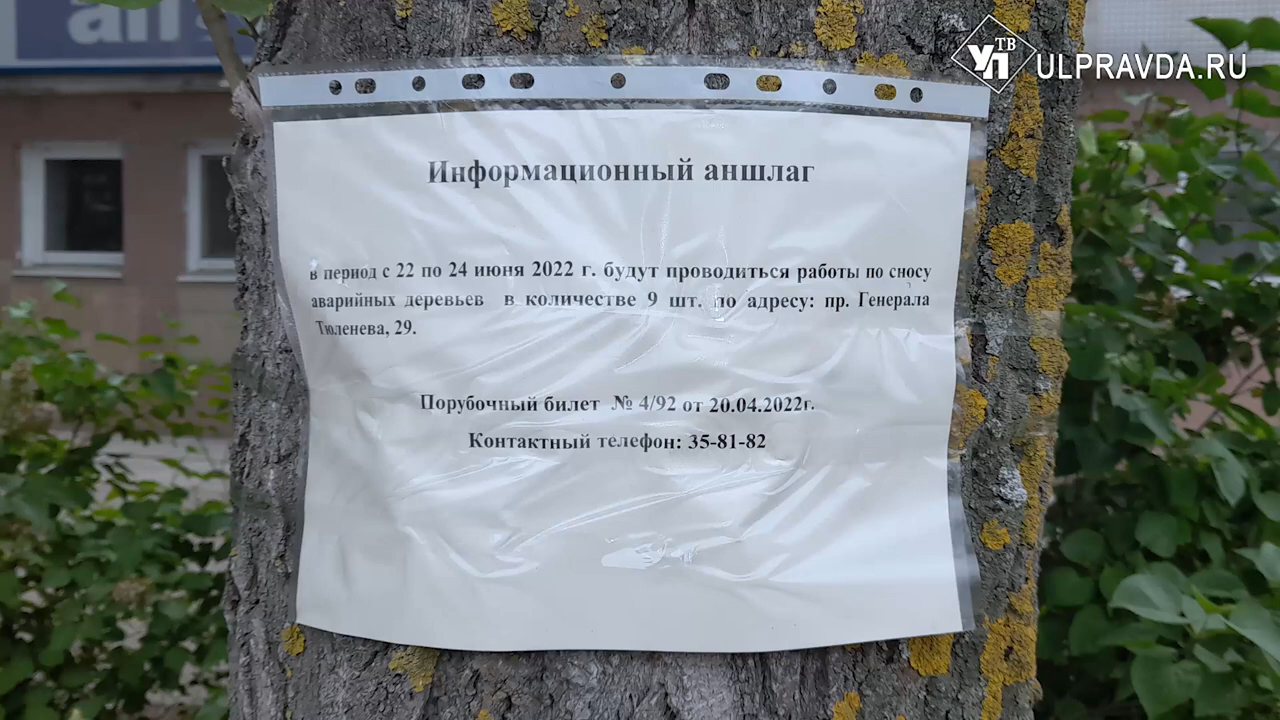 ап
УП ТВ ULPRAVDA.RU
Информационный аншлаг
в период с 22 по 24 июня 2022 г. будут проводиться работы по сносу
аварийных деревьев в количестве 9 шт. по адресу: пр. Генерала
Тюленева, 29.
Порубочный билет № 4/92 от 20.04.2022г.
Контактный телефон: 35-81-82